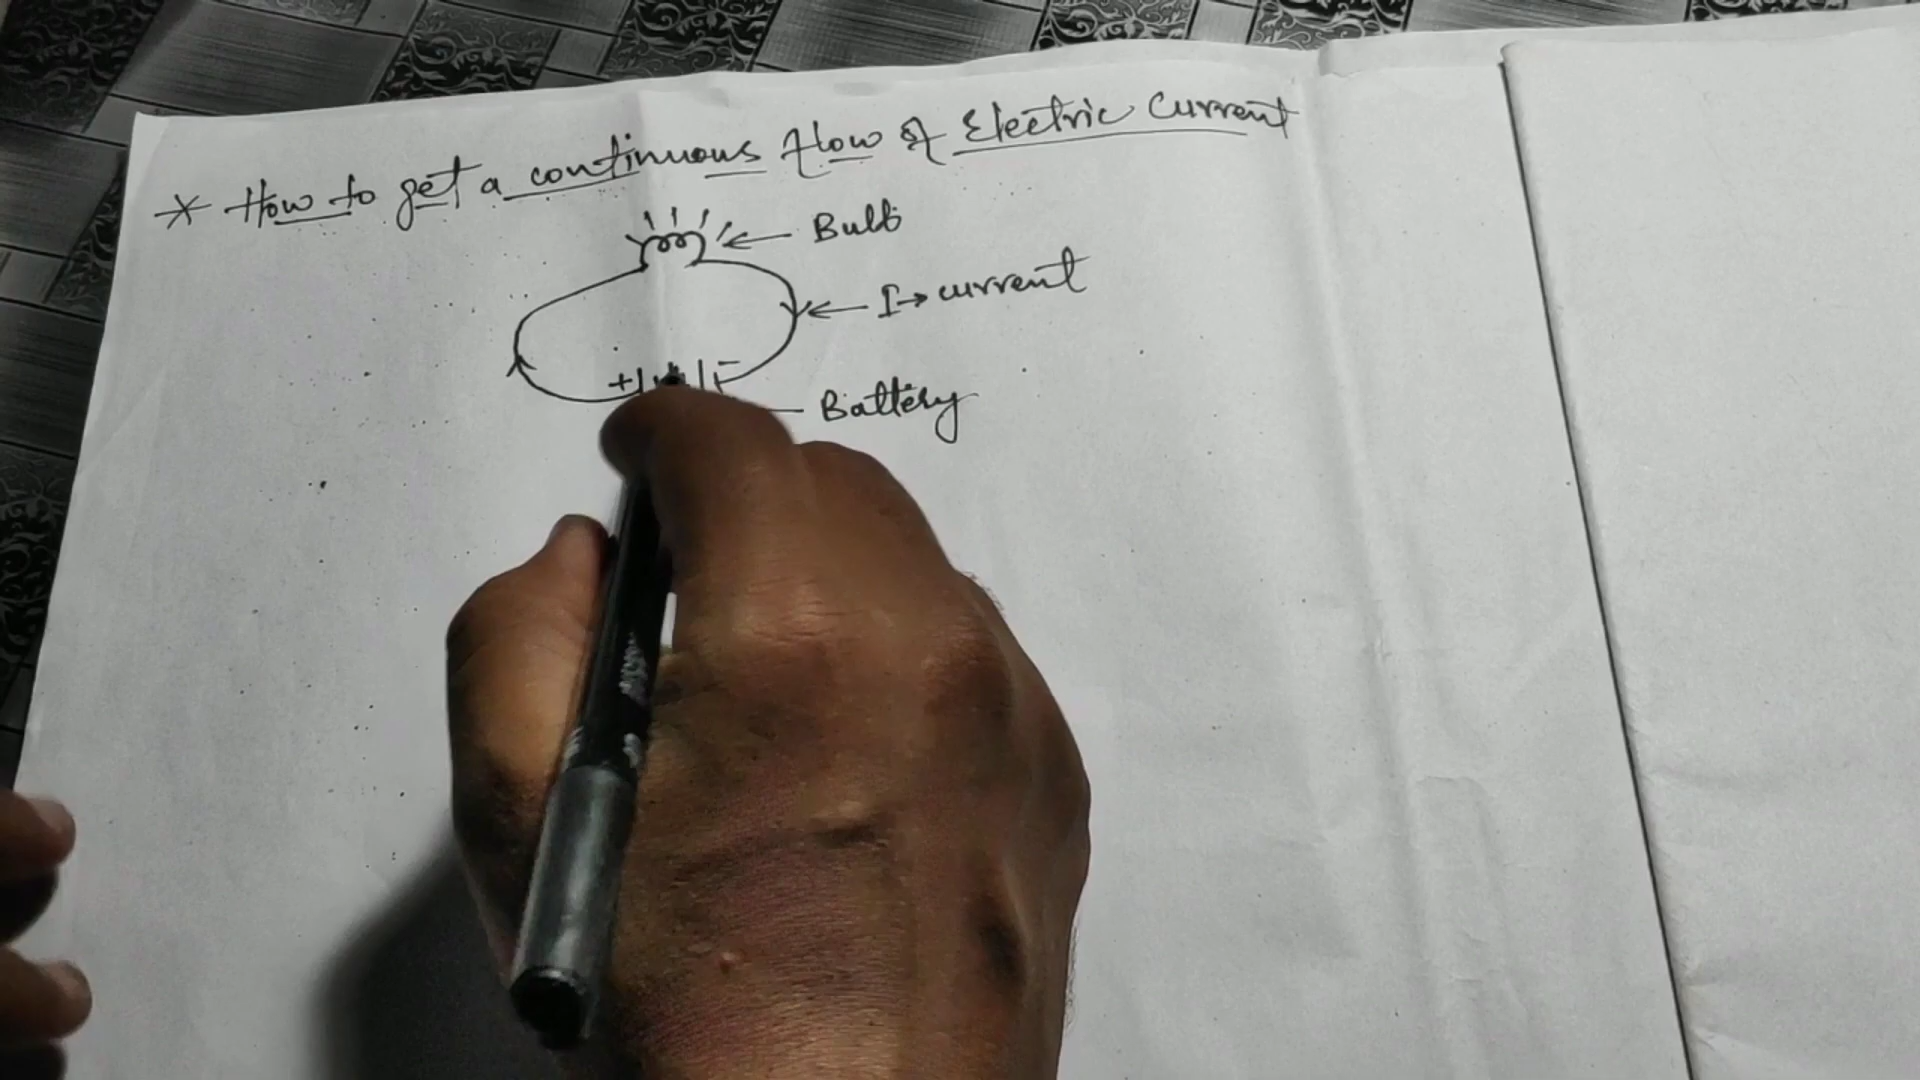 * How to get a continuous flow of Electric Current
Bulb
I → current
+ -
Battery